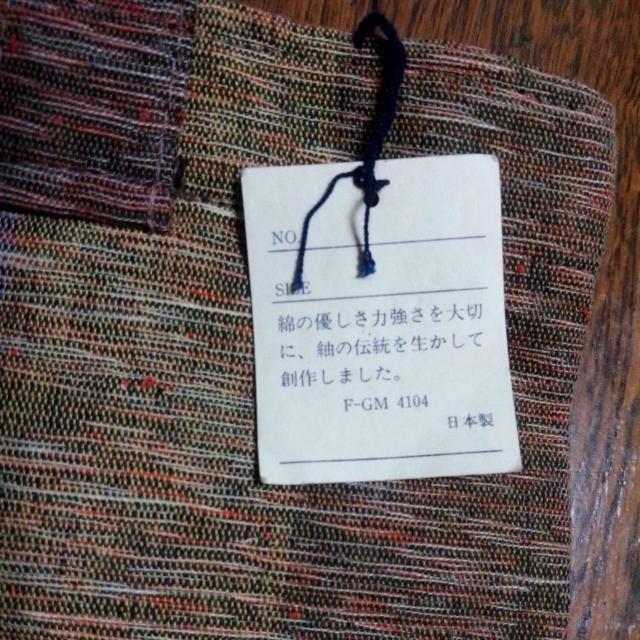 NO.
SIZE
綿の優しさ力強さを大切
に、紬の伝統を生かして
創作しました。
F-GM 4104
日本製